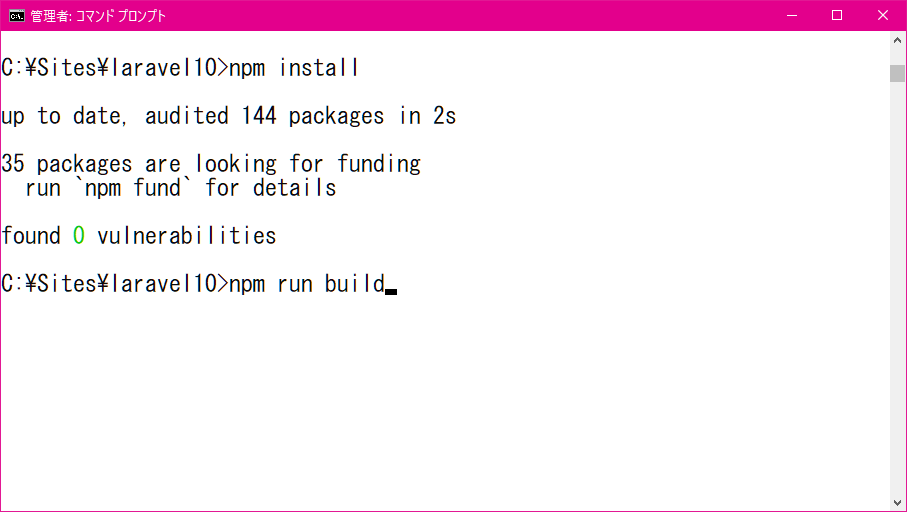 管理者: コマンド プロンプト
C:¥Sites¥laravel10>npm install
up to date, audited 144 packages in 2s
35 packages are looking for funding
  run `npm fund` for details
found 0 vulnerabilities
C:¥Sites¥laravel10>npm run build